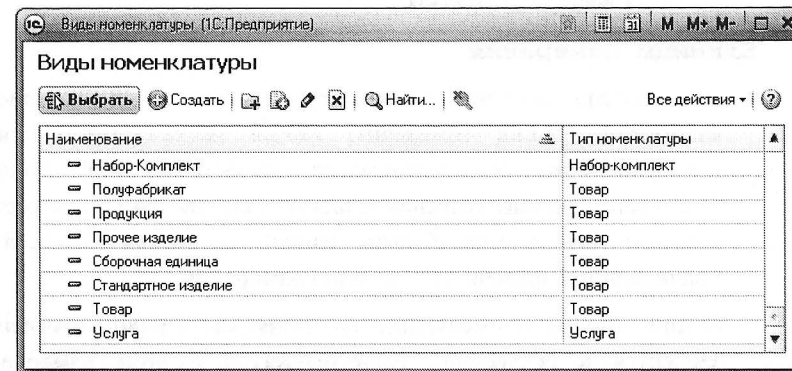 Виды номенклатуры (1С:Предприятие) 31 M M+ M-
Виды номенклатуры
Выбрать Создать Найти... Все действия ?
Наименование Тип номенклатуры
Набор-Комплект Набор-комплект
Полуфабрикат Товар
Продукция Товар
Прочее изделие Товар
Сборочная единица Товар
Стандартное изделие Товар
Товар Товар
Услуга Услуга